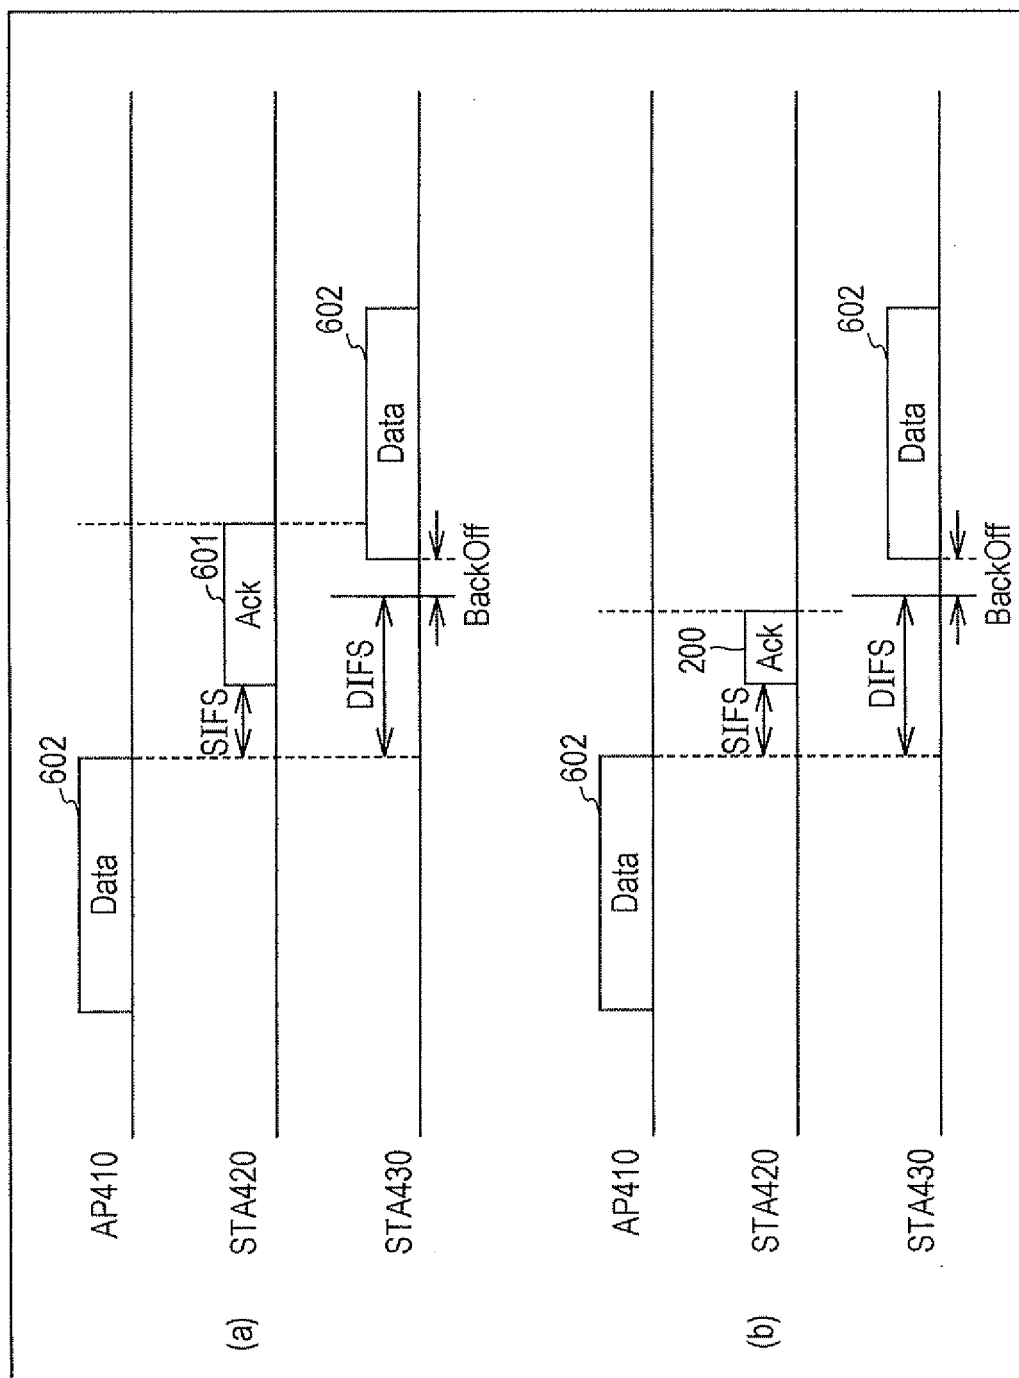 (a)
AP410
Data
602
STA420
SIFS
Ack
601
STA430
DIFS
BackOff
Data
602
(b)
AP410
Data
602
STA420
SIFS
Ack
200
STA430
DIFS
BackOff
Data
602